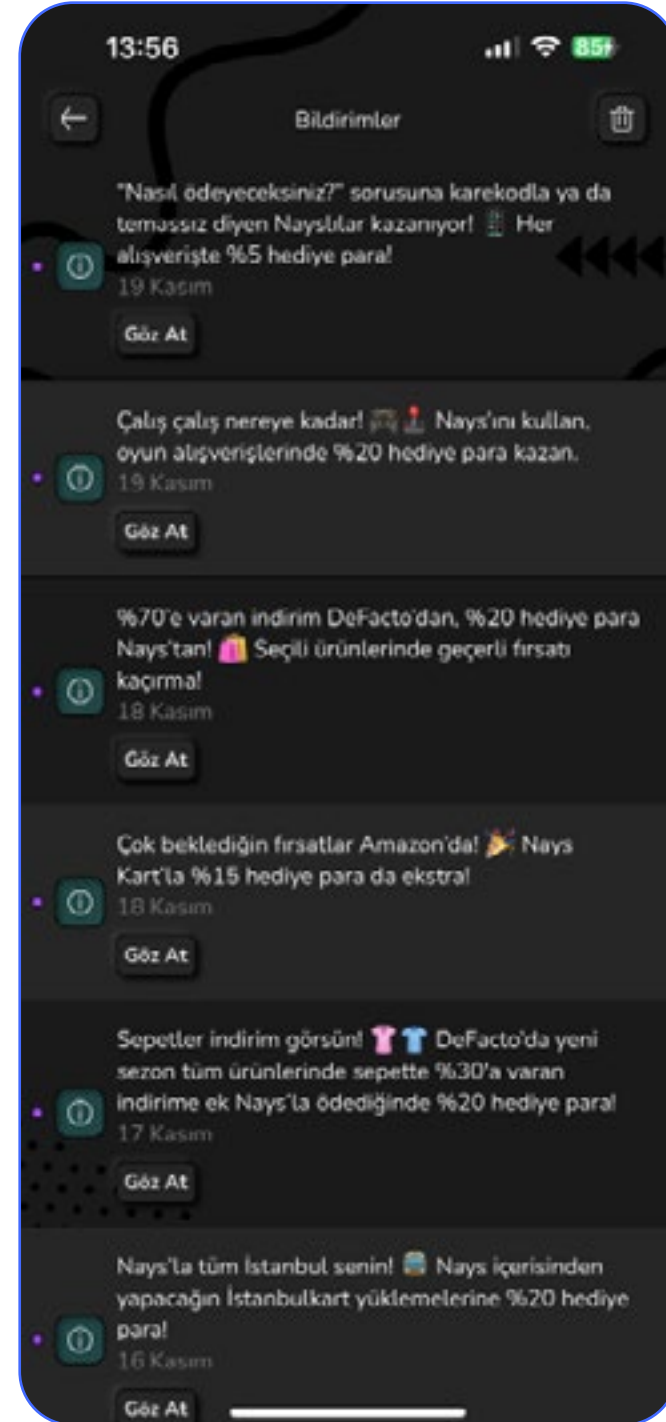 13:56
85
Bildirimler
"Nasıl ödeyeceksiniz?" sorusuna karekodla ya da
temassız diyen Nayslılar kazanıyor! 📱 Her
alışverişte %5 hediye para!
19 Kasım
Göz At
Çalış çalış nereye kadar! 🎮🕹️ Nays'ını kullan,
oyun alışverişlerinde %20 hediye para kazan.
19 Kasım
Göz At
%70'e varan indirim DeFacto'dan, %20 hediye para
Nays'tan! 🛍️ Seçili ürünlerinde geçerli fırsatı
kaçırma!
18 Kasım
Göz At
Çok beklediğin fırsatlar Amazon'da! 🎉 Nays
Kart'la %15 hediye para da ekstra!
18 Kasım
Göz At
Sepetler indirim görsün! 👚👕 DeFacto'da yeni
sezon tüm ürünlerinde sepette %30'a varan
indirime ek Nays'la ödediğinde %20 hediye para!
17 Kasım
Göz At
Nays'la tüm İstanbul senin! 🚍 Nays içerisinden
yapacağın İstanbulkart yüklemelerine %20 hediye
para!
16 Kasım
Göz At